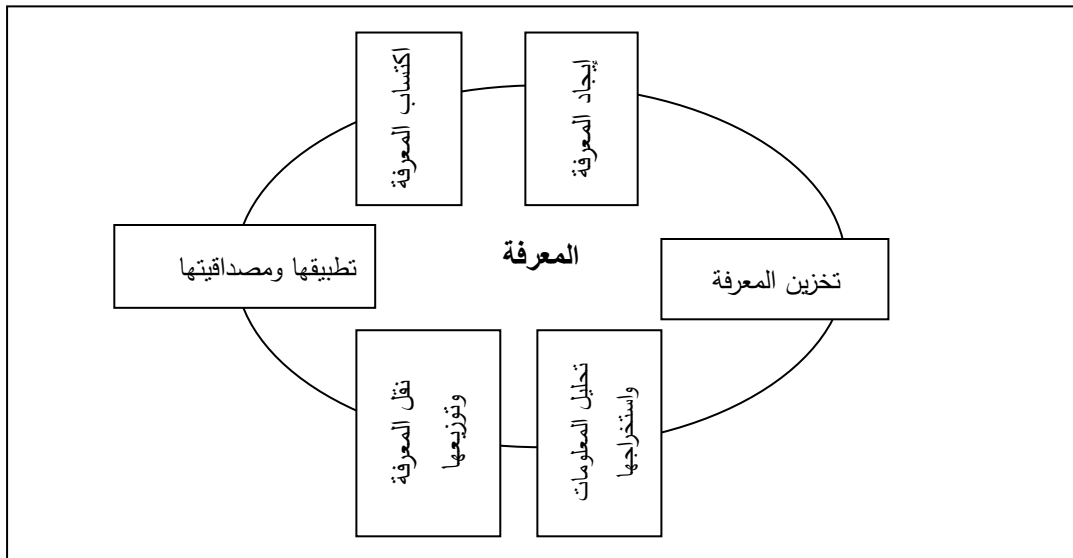 إيجاد المعرفة
اكتساب المعرفة
المعرفة
تخزين المعرفة
تطبيقها ومصداقيتها
تحليل المعلومات
واستخراجها
نقل المعرفة
وتوزيعها